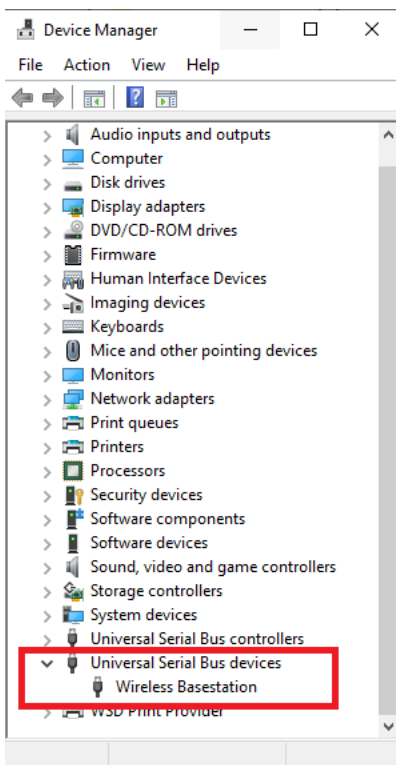 Device Manager
File Action View Help
Audio inputs and outputs
Computer
Disk drives
Display adapters
DVD/CD-ROM drives
Firmware
Human Interface Devices
Imaging devices
Keyboards
Mice and other pointing devices
Monitors
Network adapters
Print queues
Printers
Processors
Security devices
Software components
Software devices
Sound, video and game controllers
Storage controllers
System devices
Universal Serial Bus controllers
Universal Serial Bus devices
Wireless Basestation
WSD Print Provider